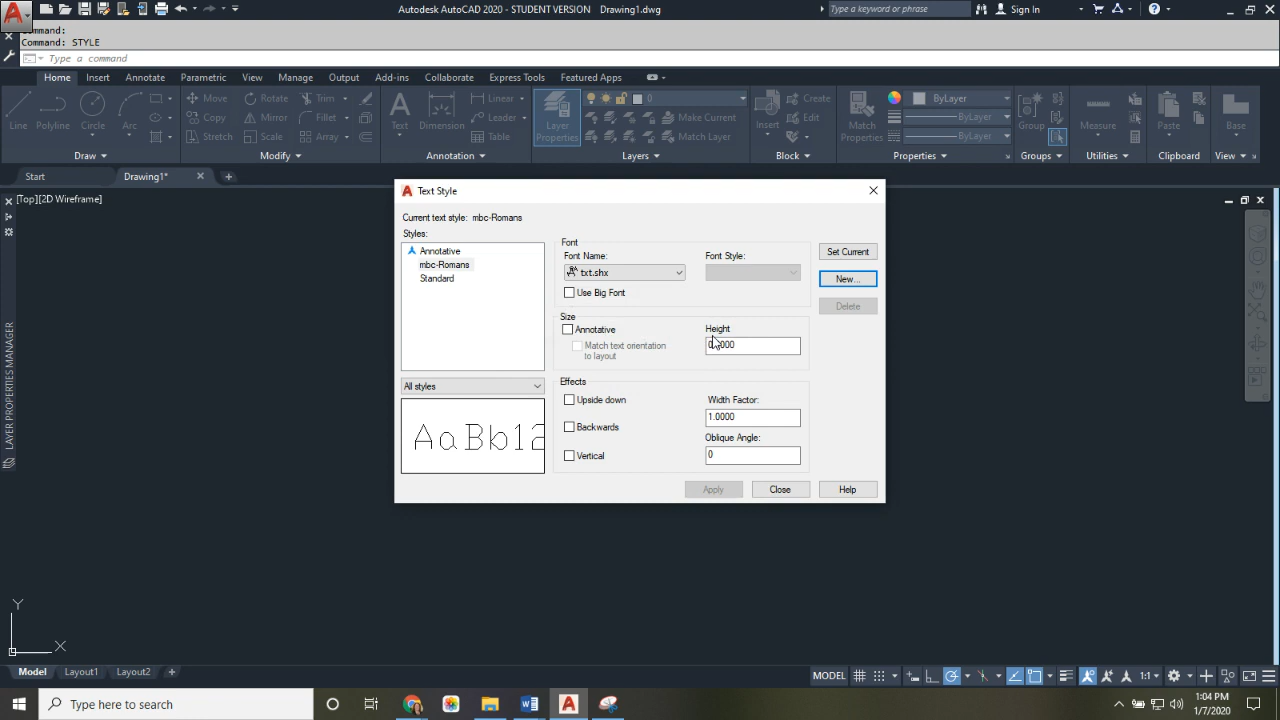 Autodesk AutoCAD 2020 - STUDENT VERSION Drawing1.dwg
Type a keyword or phrase
Sign In
Command:
Command: STYLE
Type a command
Home Insert Annotate Parametric View Manage Output Add-ins Collaborate Express Tools Featured Apps
Line Polyline Circle Arc
Move Rotate Trim
Copy Mirror Fillet
Stretch Scale Array
Text Dimension
Linear
Leader
Table
Layer
Properties
0
Make Current
Match Layer
Insert
Create
Edit
Match
Properties
ByLayer
ByLayer
ByLayer
Group
Measure
Paste
Base
Draw Modify Annotation Layers Block Properties Groups Utilities Clipboard View
Start Drawing1*
[Top][2D Wireframe]
LAYER PROPERTIES MANAGER
Text Style
Current text style: mbc-Romans
Styles:
Annotative
mbc-Romans
Standard
All styles
AaBb12
Font
Font Name: Font Style:
txt.shx
Use Big Font
Size
Annotative
Match text orientation
to layout
Height
Effects
Upside down
Backwards
Vertical
Width Factor:
1.0000
Oblique Angle:
0
Set Current
New...
Delete
Apply Close Help
Y
X
Model Layout1 Layout2
MODEL 1:1
Type here to search
1:04 PM
1/7/2020